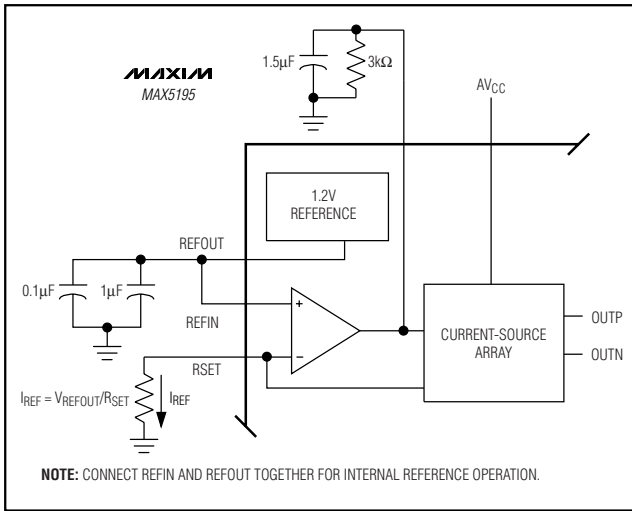 1.5µF
3kΩ
MAXIM
MAX5195
AVCC
1.2V
REFERENCE
REFOUT
0.1µF
1µF
REFIN
+
−
CURRENT-SOURCE
ARRAY
OUTP
OUTN
RSET
IREF = VREFOUT/RSET
IREF
NOTE: CONNECT REFIN AND REFOUT TOGETHER FOR INTERNAL REFERENCE OPERATION.